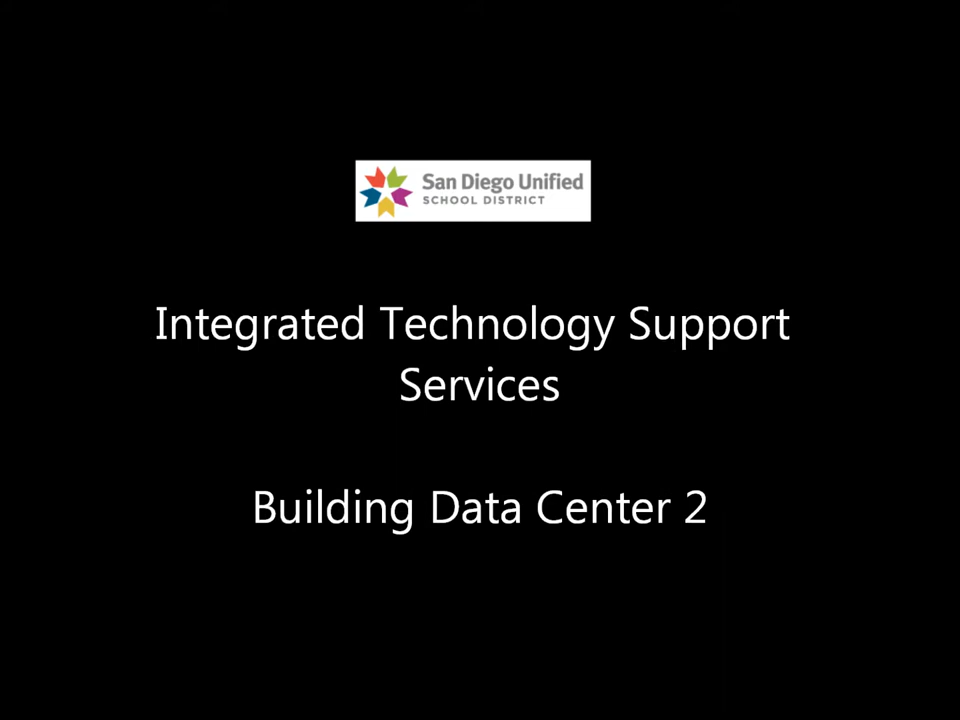 San Diego Unified
SCHOOL DISTRICT
Integrated Technology Support
Services
Building Data Center 2